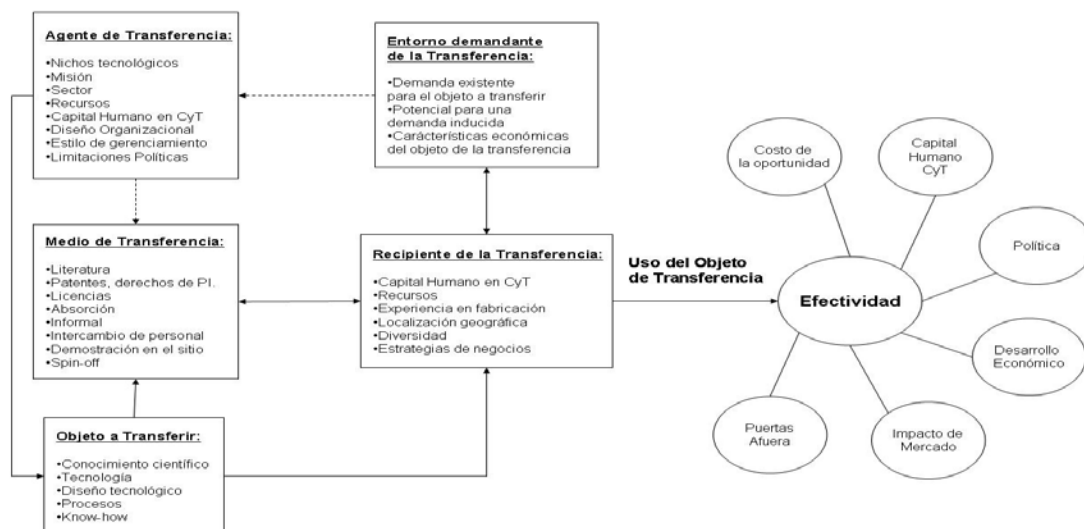 Agente de Transferencia:
•Nichos tecnológicos
•Misión
•Sector
•Recursos
•Capital Humano en CyT
•Diseño Organizacional
•Estilo de gerenciamiento
•Limitaciones Políticas
Entorno demandante
de la Transferencia:
•Demanda existente
para el objeto a transferir
•Potencial para una
demanda inducida
•Carácterísticas económicas
del objeto de la transferencia
Medio de Transferencia:
•Literatura
•Patentes, derechos de PI.
•Licencias
•Absorción
•Informal
•Intercambio de personal
•Demostración en el sitio
•Spin-off
Recipiente de la Transferencia:
•Capital Humano en CyT
•Recursos
•Experiencia en fabricación
•Localización geográfica
•Diversidad
•Estrategias de negocios
Objeto a Transferir:
•Conocimiento científico
•Tecnología
•Diseño tecnológico
•Procesos
•Know-how
Uso del Objeto
de Transferencia
Efectividad
Costo de
la oportunidad
Capital
Humano
CyT
Política
Desarrollo
Económico
Impacto de
Mercado
Puertas
Afuera